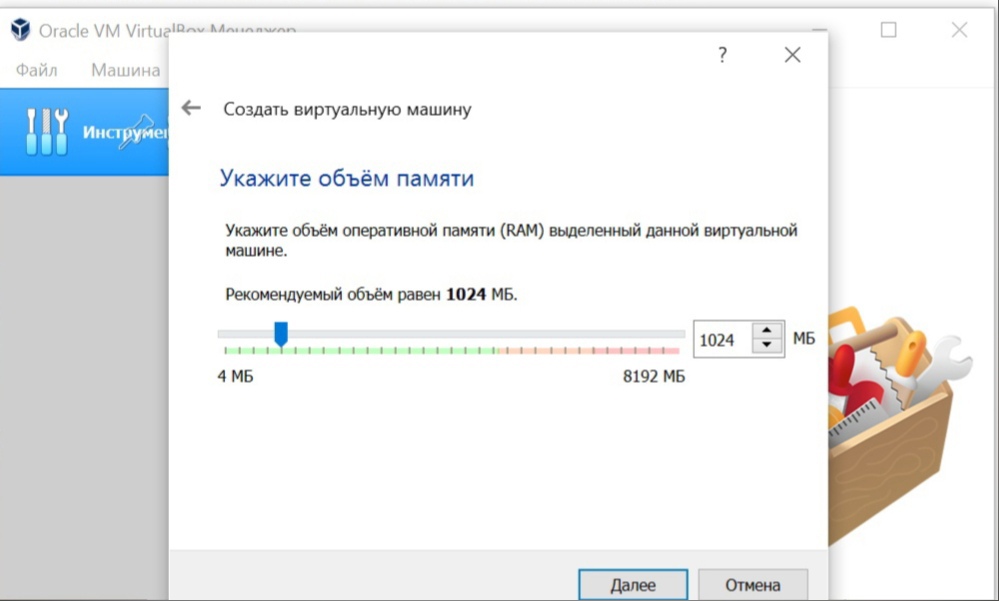 Oracle VM VirtualBox Менеджер
?
Файл
Машина
Создать виртуальную машину
Инструмен
Укажите объём памяти
Укажите объём оперативной памяти (RAM) выделенный данной виртуальной
машине.
Рекомендуемый объём равен 1024 МБ.
1024 МБ
4 МБ
8192 МБ
Далее
Отмена